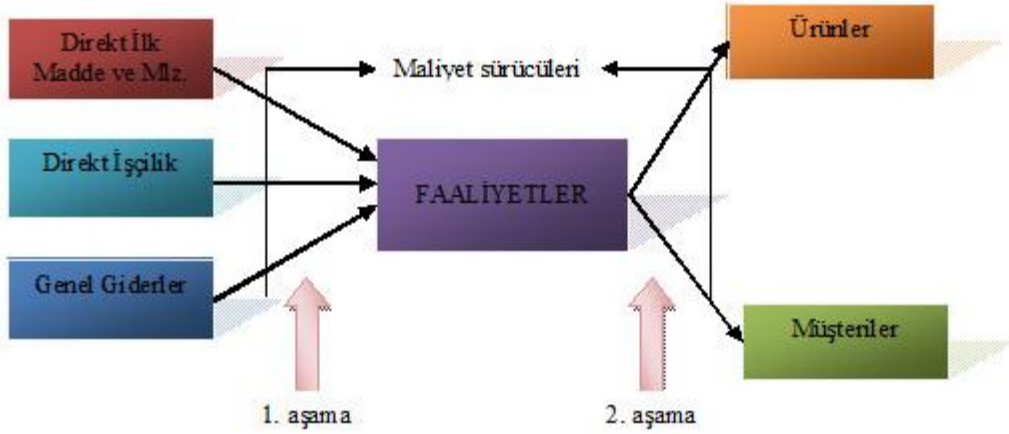 Direkt İlk
Madde ve Mlz.
Maliyet sürücüleri
Ürünler
Direkt İşçilik
FAALİYETLER
Genel Giderler
Müşteriler
1. aşama
2. aşama